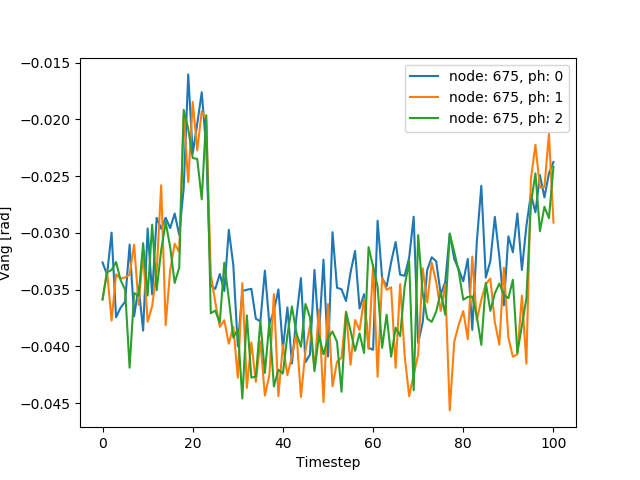 −0.015
−0.020
−0.025
−0.030
−0.035
−0.040
−0.045
Vang [rad]
node: 675, ph: 0
node: 675, ph: 1
node: 675, ph: 2
0
20
40
60
80
100
Timestep